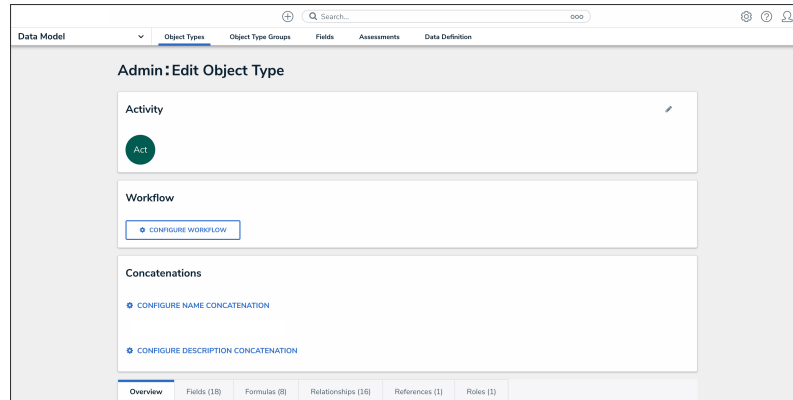 Search...
Data Model
Object Types
Object Type Groups
Fields
Assessments
Data Definition
Admin:Edit Object Type
Activity
Act
Workflow
CONFIGURE WORKFLOW
Concatenations
CONFIGURE NAME CONCATENATION
CONFIGURE DESCRIPTION CONCATENATION
Overview
Fields (18)
Formulas (8)
Relationships (16)
References (1)
Roles (1)